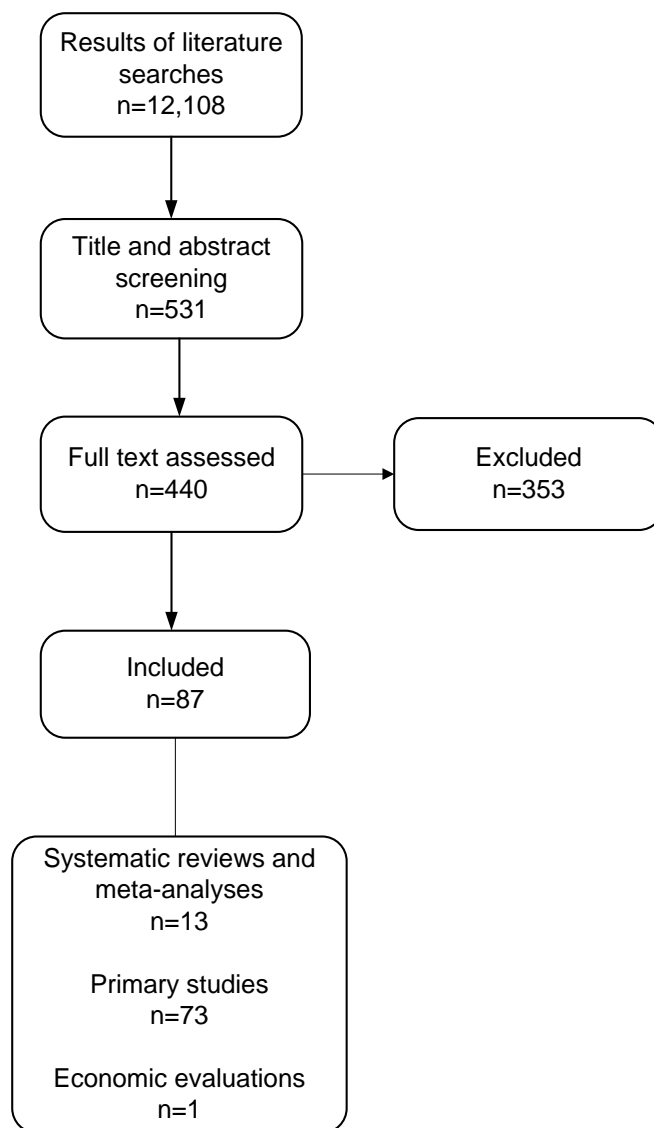 Results of literature
searches
n=12,108
Title and abstract
screening
n=531
Full text assessed
n=440
Excluded
n=353
Included
n=87
Systematic reviews and
meta-analyses
n=13
Primary studies
n=73
Economic evaluations
n=1